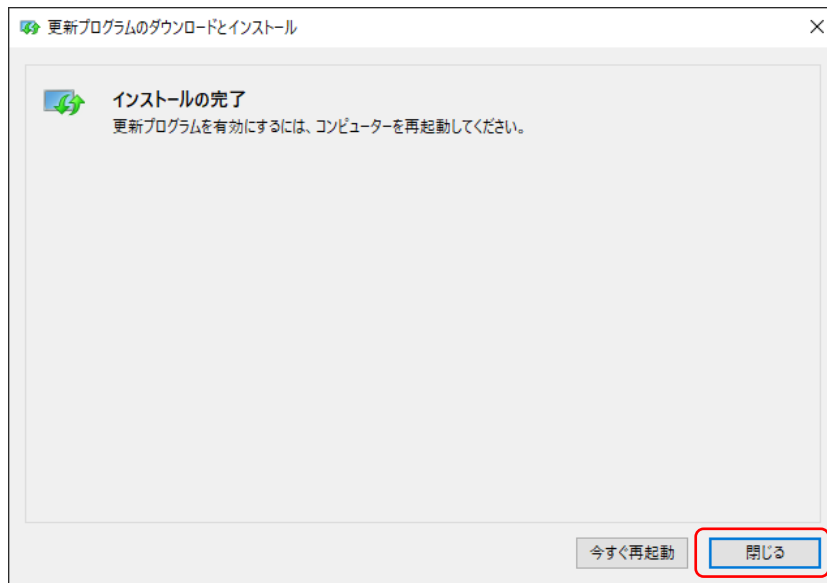 更新プログラムのダウンロードとインストール
インストールの完了
更新プログラムを有効にするには、コンピューターを再起動してください。
今すぐ再起動
閉じる